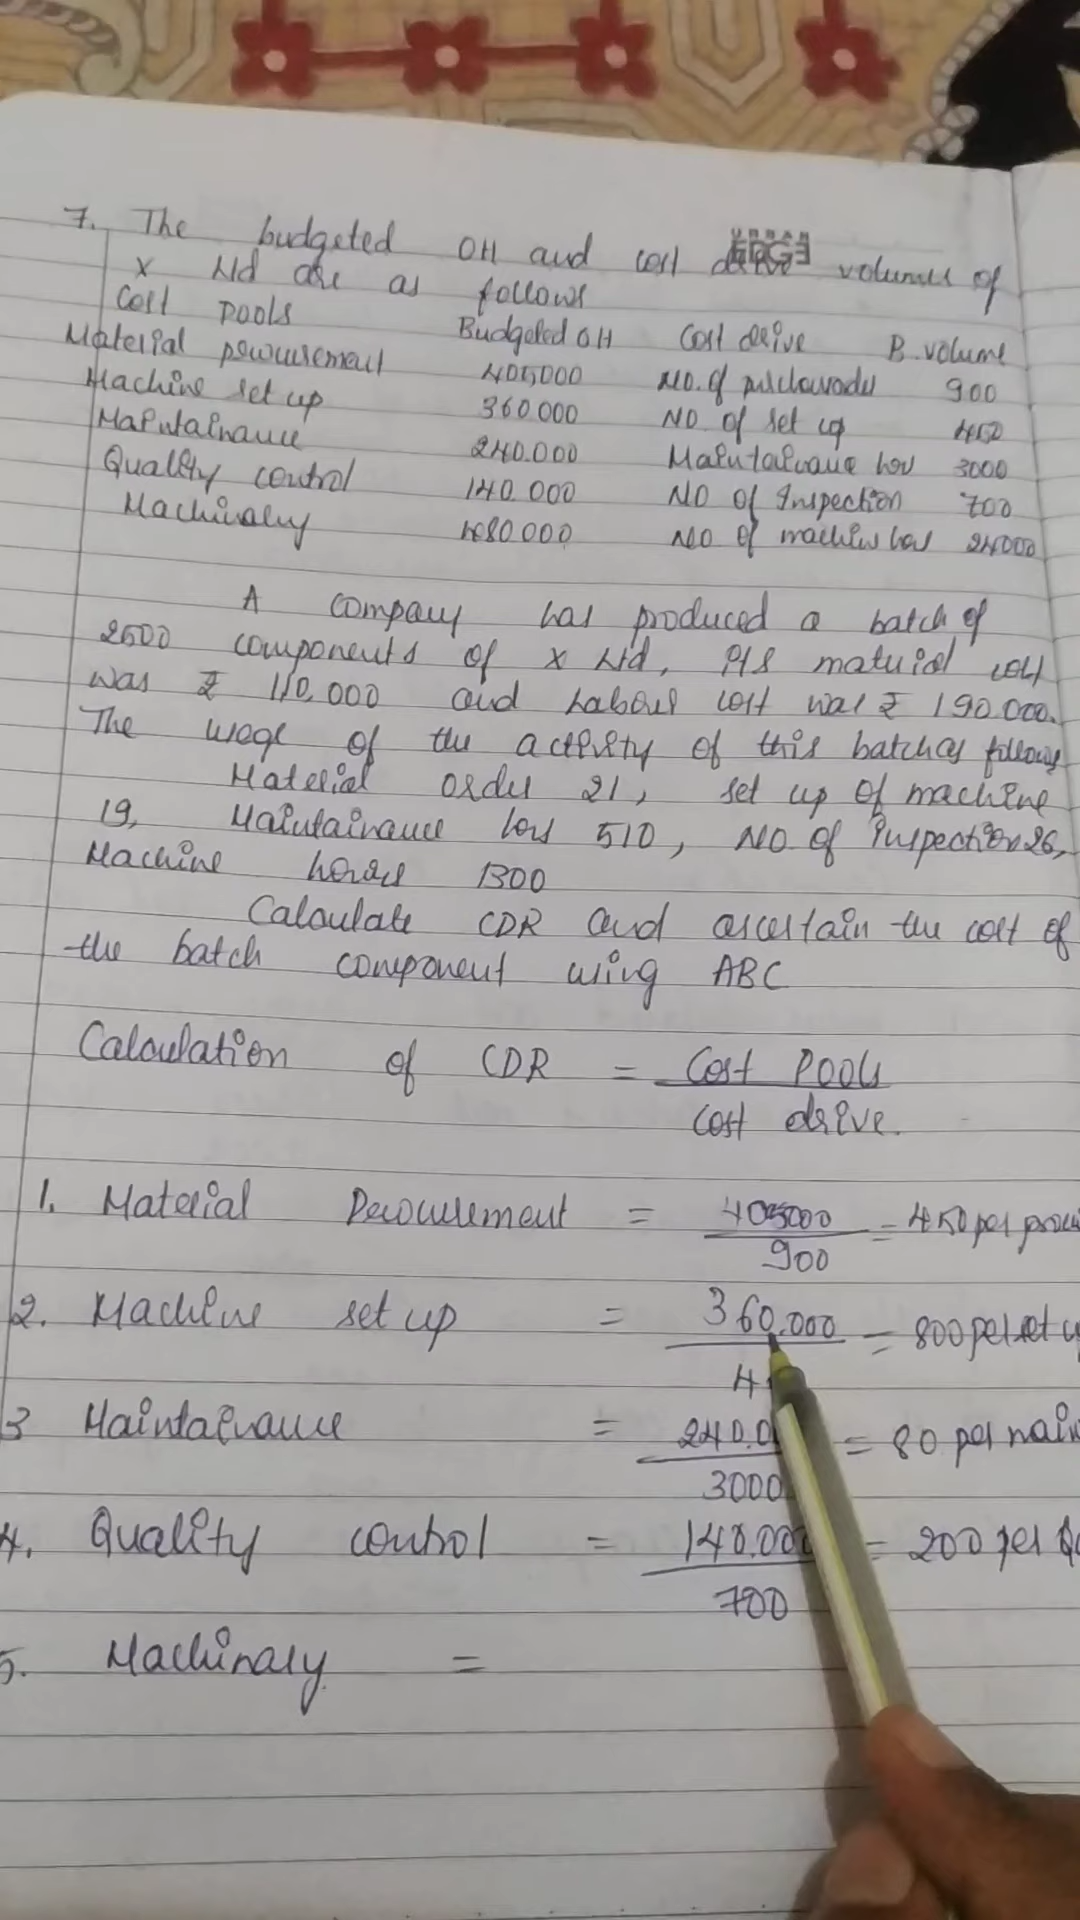 7. The budgeted OH and cost drive volumes of
URBAN EDGE
X Ltd are as follows
Cost pools Budgeted OH Cost drive B. volume
Material procurement 405000 No. of 900
Machine set up 360.000 NO of set up 450
Maintainance 240.000 Maintainance hou 3000
Quality control 140.000 NO of Inspection 700
Machinary 1080000 NO of machine hou 24000
A company has produced a batch of
2500 components of X Ltd, Its material cost
was ₹ 110.000 and Labour cost was ₹ 190.000.
The usage of the activity of this batch as follows
Material order 21, set up of machine
19, Maintainance hous 510, NO. of inspection 26,
Machine hours 1300
Calculate CDR and ascertain the cost of
the batch component using ABC
Calculation of CDR = Cost Pools
Cost drive.
1. Material Procurement = 405000 = 450 per
900
2. Machine set up = 360.000 = 800 per set u
4
3 Maintainance = 240.0 = 80 per main
3000
4. Quality control = 140.000 = 200 per
700
5. Machinary =